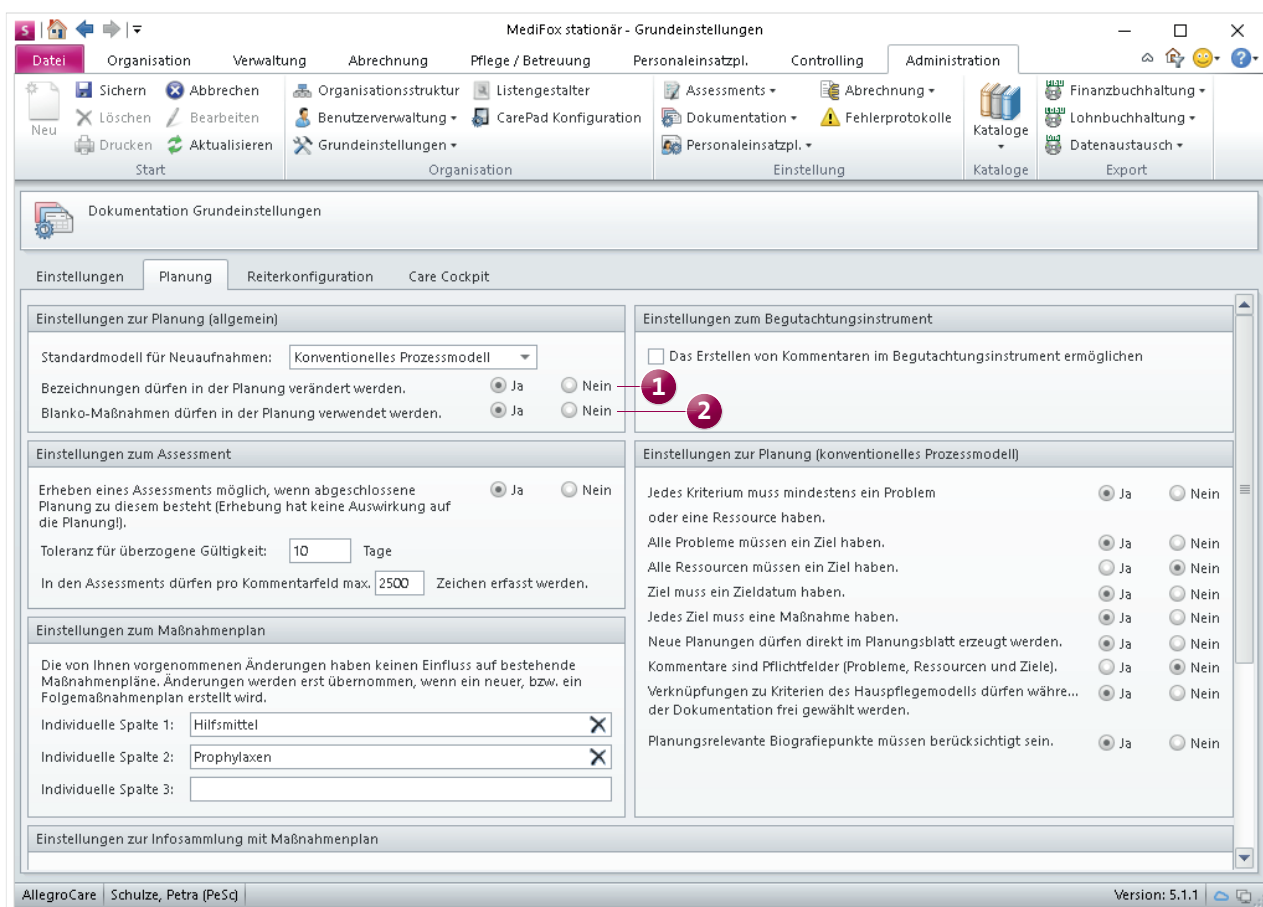 S
MediFox stationär - Grundeinstellungen
Datei Organisation Verwaltung Abrechnung Pflege / Betreuung Personaleinsatzpl. Controlling Administration
Neu
Sichern
Abbrechen
Löschen
Bearbeiten
Drucken
Aktualisieren
Start
Organisationsstruktur
Listengestalter
Benutzerverwaltung
CarePad Konfiguration
Grundeinstellungen
Organisation
Assessments
Abrechnung
Dokumentation
Fehlerprotokolle
Personaleinsatzpl.
Einstellung
Kataloge
Kataloge
Finanzbuchhaltung
Lohnbuchhaltung
Datenaustausch
Export
Dokumentation Grundeinstellungen
Einstellungen Planung Reiterkonfiguration Care Cockpit
Einstellungen zur Planung (allgemein)
Standardmodell für Neuaufnahmen: Konventionelles Prozessmodell
Bezeichnungen dürfen in der Planung verändert werden. Ja Nein 1
Blanko-Maßnahmen dürfen in der Planung verwendet werden. Ja Nein 2
Einstellungen zum Begutachtungsinstrument
Das Erstellen von Kommentaren im Begutachtungsinstrument ermöglichen
Einstellungen zum Assessment
Erheben eines Assessments möglich, wenn abgeschlossene Ja Nein
Planung zu diesem besteht (Erhebung hat keine Auswirkung auf
die Planung!).
Toleranz für überzogene Gültigkeit: 10 Tage
In den Assessments dürfen pro Kommentarfeld max. 2500 Zeichen erfasst werden.
Einstellungen zum Maßnahmenplan
Die von Ihnen vorgenommenen Änderungen haben keinen Einfluss auf bestehende
Maßnahmenpläne. Änderungen werden erst übernommen, wenn ein neuer, bzw. ein
Folgemaßnahmenplan erstellt wird.
Individuelle Spalte 1: Hilfsmittel
Individuelle Spalte 2: Prophylaxen
Individuelle Spalte 3:
Einstellungen zur Planung (konventionelles Prozessmodell)
Jedes Kriterium muss mindestens ein Problem Ja Nein
oder eine Ressource haben.
Alle Probleme müssen ein Ziel haben. Ja Nein
Alle Ressourcen müssen ein Ziel haben. Ja Nein
Ziel muss ein Zieldatum haben. Ja Nein
Jedes Ziel muss eine Maßnahme haben. Ja Nein
Neue Planungen dürfen direkt im Planungsblatt erzeugt werden. Ja Nein
Kommentare sind Pflichtfelder (Probleme, Ressourcen und Ziele). Ja Nein
Verknüpfungen zu Kriterien des Hauspflegemodells dürfen währe... Ja Nein
der Dokumentation frei gewählt werden.
Planungsrelevante Biografiepunkte müssen berücksichtigt sein. Ja Nein
Einstellungen zur Infosammlung mit Maßnahmenplan
AllegroCare Schulze, Petra (PeSc) Version: 5.1.1